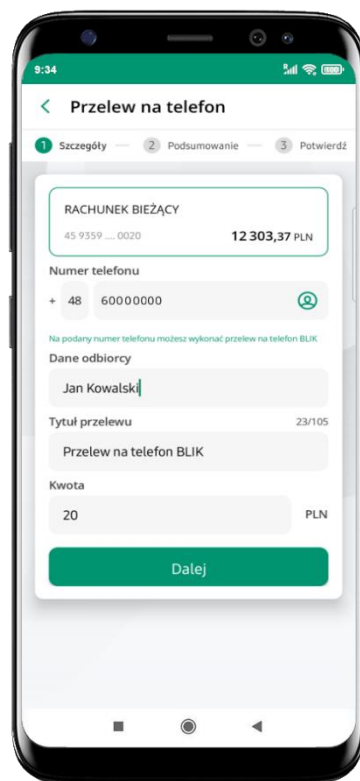 9:34
Przelew na telefon
1 Szczegóły — 2 Podsumowanie — 3 Potwierdź
RACHUNEK BIEŻĄCY
45 9359 .... 0020 12 303,37 PLN
Numer telefonu
+ 48 60000000
Na podany numer telefonu możesz wykonać przelew na telefon BLIK
Dane odbiorcy
Jan Kowalski
Tytuł przelewu 23/105
Przelew na telefon BLIK
Kwota
20 PLN
Dalej